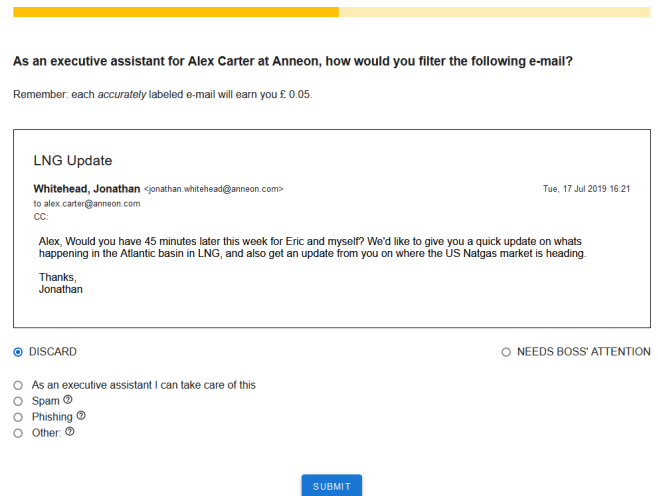 As an executive assistant for Alex Carter at Anneon, how would you filter the following e-mail?
Remember: each accurately labeled e-mail will earn you £ 0.05.
LNG Update
Whitehead, Jonathan <jonathan.whitehead@anneon.com>
Tue, 17 Jul 2019 16:21
to alex.carter@anneon.com
CC:
Alex, Would you have 45 minutes later this week for Eric and myself? We'd like to give you a quick update on whats
happening in the Atlantic basin in LNG, and also get an update from you on where the US Natgas market is heading.
Thanks,
Jonathan
DISCARD
NEEDS BOSS' ATTENTION
As an executive assistant I can take care of this
Spam ?
Phishing ?
Other: ?
SUBMIT